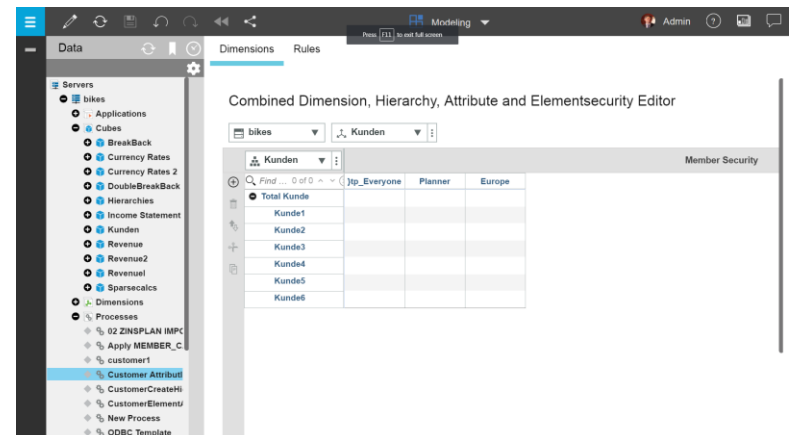 Modeling
Admin
Press F11 to exit full screen
Data
Dimensions Rules
Servers
bikes
Applications
Cubes
BreakBack
Currency Rates
Currency Rates 2
DoubleBreakBack
Hierarchies
Income Statement
Kunden
Revenue
Revenue2
Revenuel
Sparsecalcs
Dimensions
Processes
02 ZINSPLAN IMPC
Apply MEMBER_C
customer1
Customer Attributl
CustomerCreateHi
CustomerElement
New Process
ODBC Template
Combined Dimension, Hierarchy, Attribute and Elementsecurity Editor
bikes Kunden
Kunden Member Security
Find ... 0 of 0 }tp_Everyone Planner Europe
Total Kunde
Kunde1
Kunde2
Kunde3
Kunde4
Kunde5
Kunde6